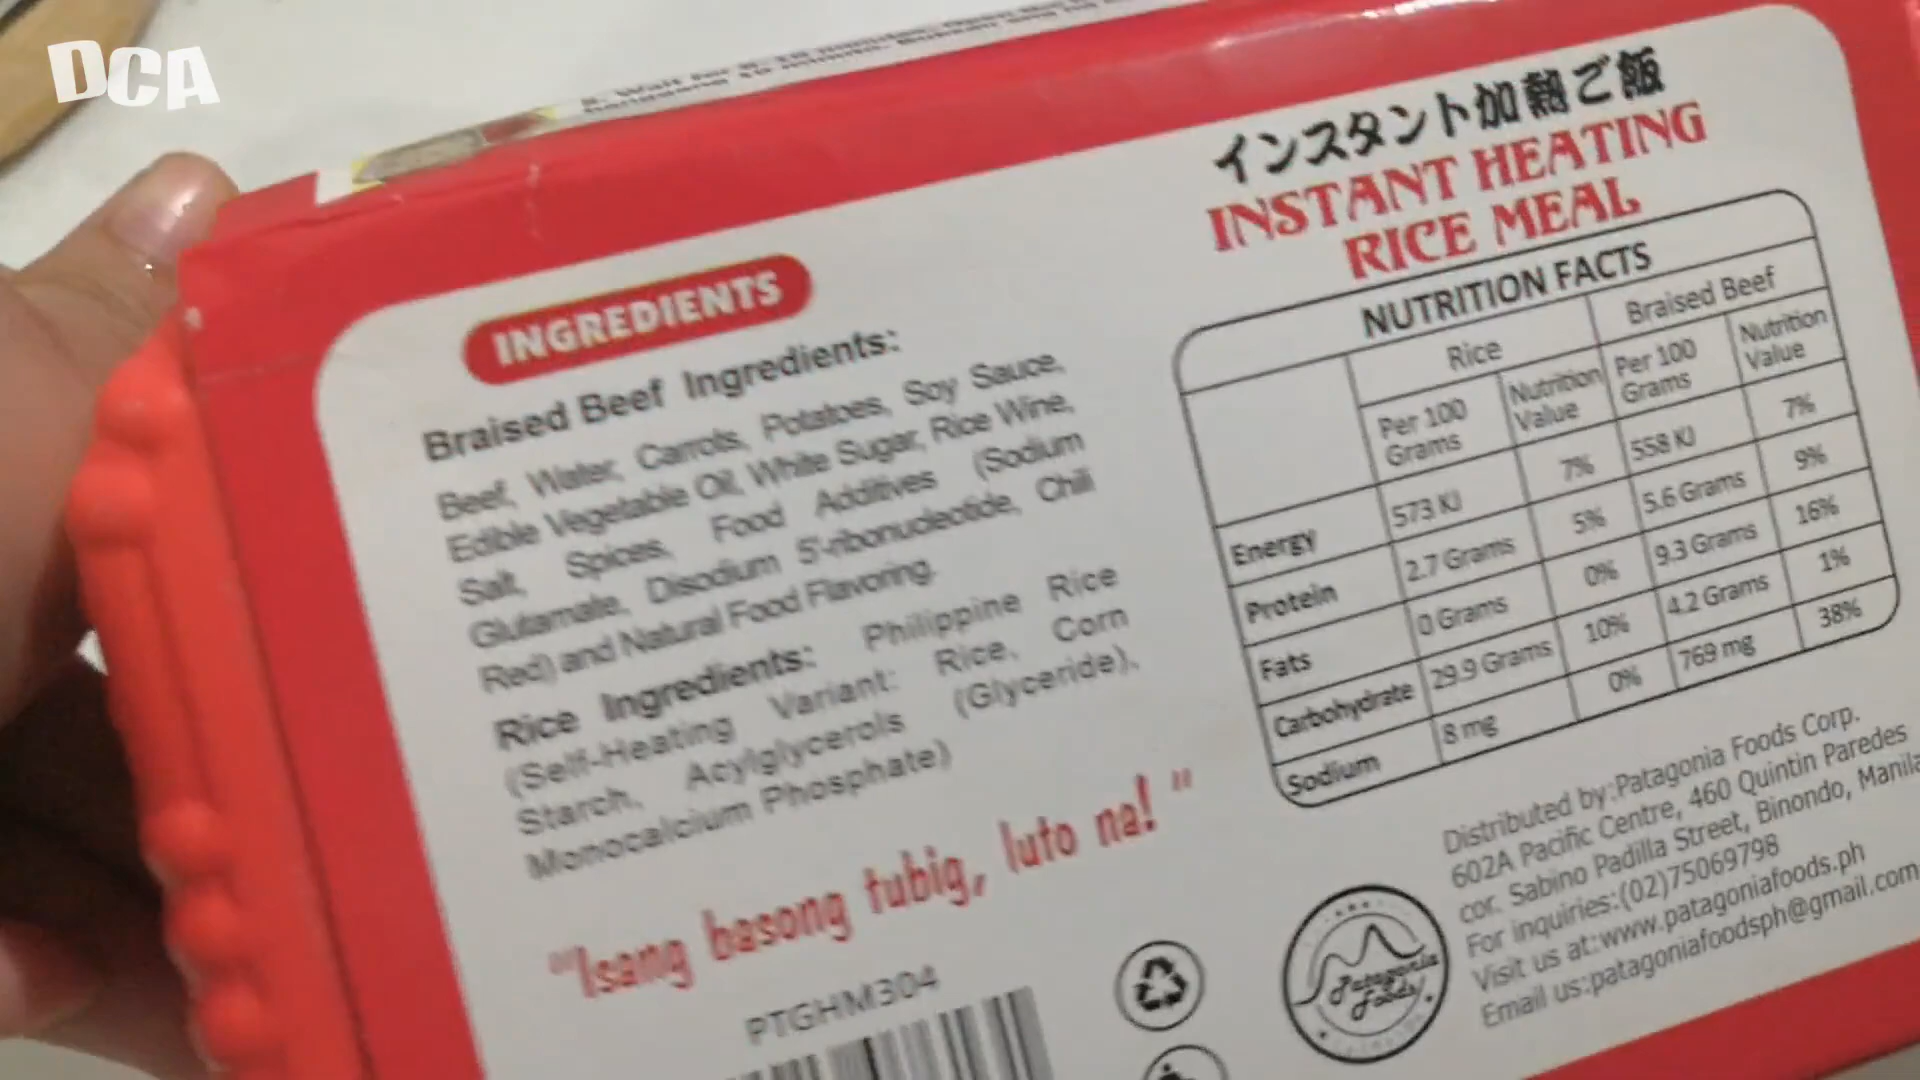 DCA
インスタント加熱ご飯
INSTANT HEATING
RICE MEAL
INGREDIENTS
Braised Beef Ingredients:
Beef, Water, Carrots, Potatoes, Soy Sauce,
Edible Vegetable Oil, White Sugar, Rice Wine,
Salt, Spices, Food Additives (Sodium
Glutamate, Disodium 5'-ribonucleotide, Chili
Red) and Natural Food Flavoring.
Rice Ingredients: Philippine Rice
(Self-Heating Variant: Rice, Corn
Starch, Acylglycerols (Glyceride),
Monocalcium Phosphate)
"Isang basong tubig, luto na!"
PTGHM304
NUTRITION FACTS
Rice Braised Beef
Per 100 Grams Nutrition Value Per 100 Grams Nutrition Value
Energy 573 KJ 7% 558 KJ 7%
Protein 2.7 Grams 5% 5.6 Grams 9%
Fats 0 Grams 0% 9.3 Grams 16%
Carbohydrate 29.9 Grams 10% 4.2 Grams 1%
Sodium 8 mg 0% 769 mg 38%
Distributed by:Patagonia Foods Corp.
602A Pacific Centre, 460 Quintin Paredes
cor. Sabino Padilla Street, Binondo, Manila
For inquiries:(02)75069798
Visit us at:www.patagoniafoods.ph
Email us:patagoniafoodsph@gmail.com
Patagonia
Foods